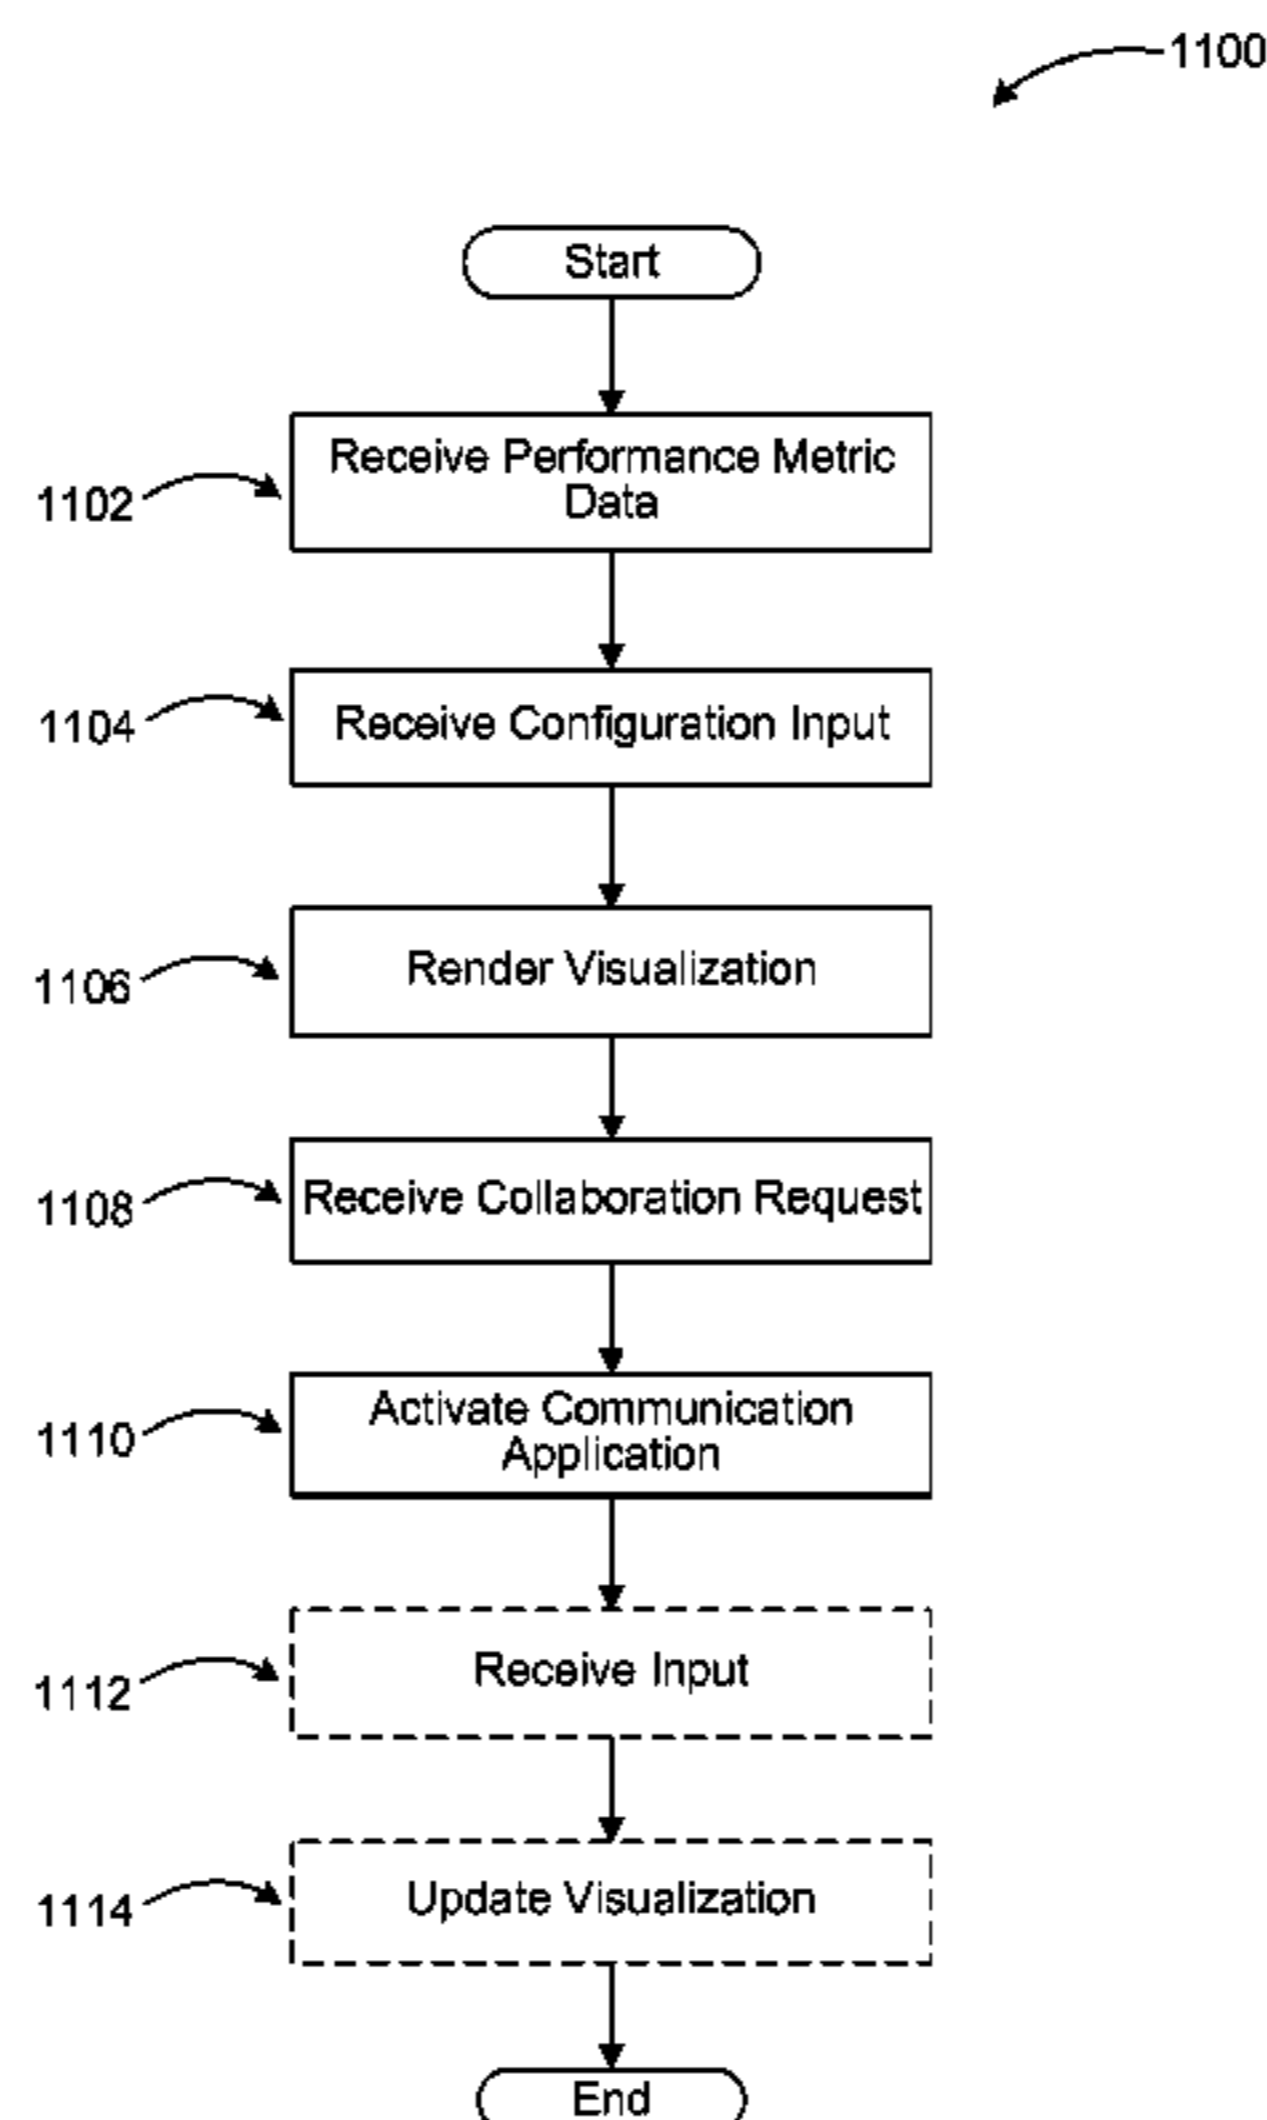 1100
Start
Receive Performance Metric
Data
1102
Receive Configuration Input
1104
Render Visualization
1106
Receive Collaboration Request
1108
Activate Communication
Application
1110
Receive Input
1112
Update Visualization
1114
End